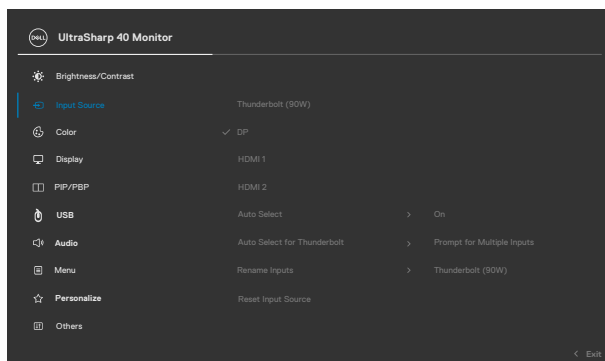 DELL UltraSharp 40 Monitor
Brightness/Contrast
Input Source Thunderbolt (90W)
Color ✓ DP
Display HDMI 1
PIP/PBP HDMI 2
USB Auto Select > On
Audio Auto Select for Thunderbolt > Prompt for Multiple Inputs
Menu Rename Inputs > Thunderbolt (90W)
Personalize Reset Input Source
Others
< Exit